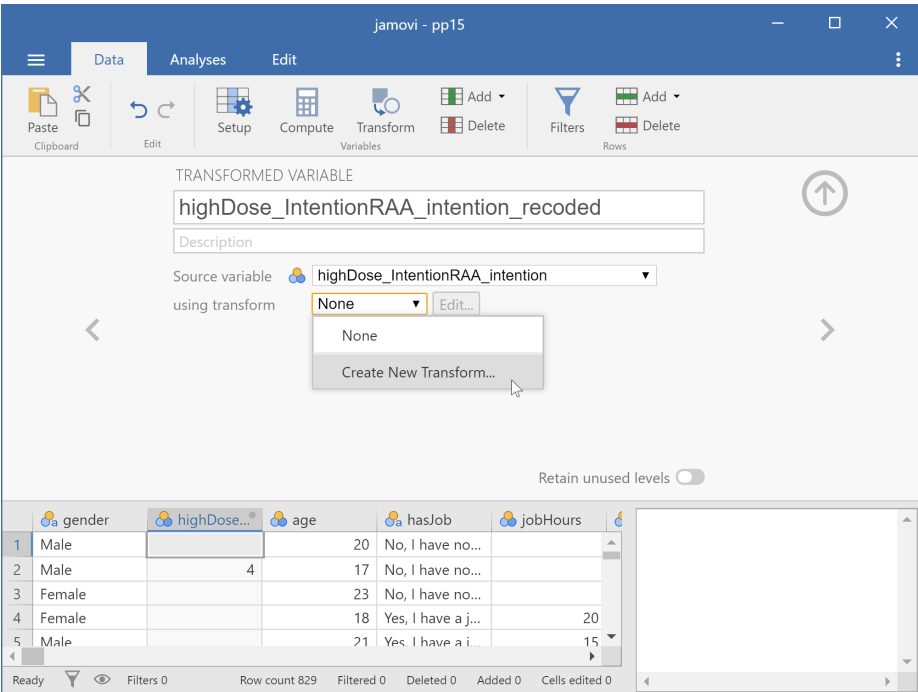 jamovi - pp15
Data Analyses Edit
Paste Setup Compute Transform Add Delete Filters Add Delete
Clipboard Edit Variables Rows
TRANSFORMED VARIABLE
highDose_IntentionRAA_intention_recoded
Description
Source variable highDose_IntentionRAA_intention
using transform None Edit...
None
Create New Transform...
Retain unused levels
gender highDose... age hasJob jobHours
1 Male 20 No, I have no...
2 Male 4 17 No, I have no...
3 Female 23 No, I have no...
4 Female 18 Yes, I have a j... 20
5 Male 21 Yes, I have a j... 15
Ready Filters 0 Row count 829 Filtered 0 Deleted 0 Added 0 Cells edited 0